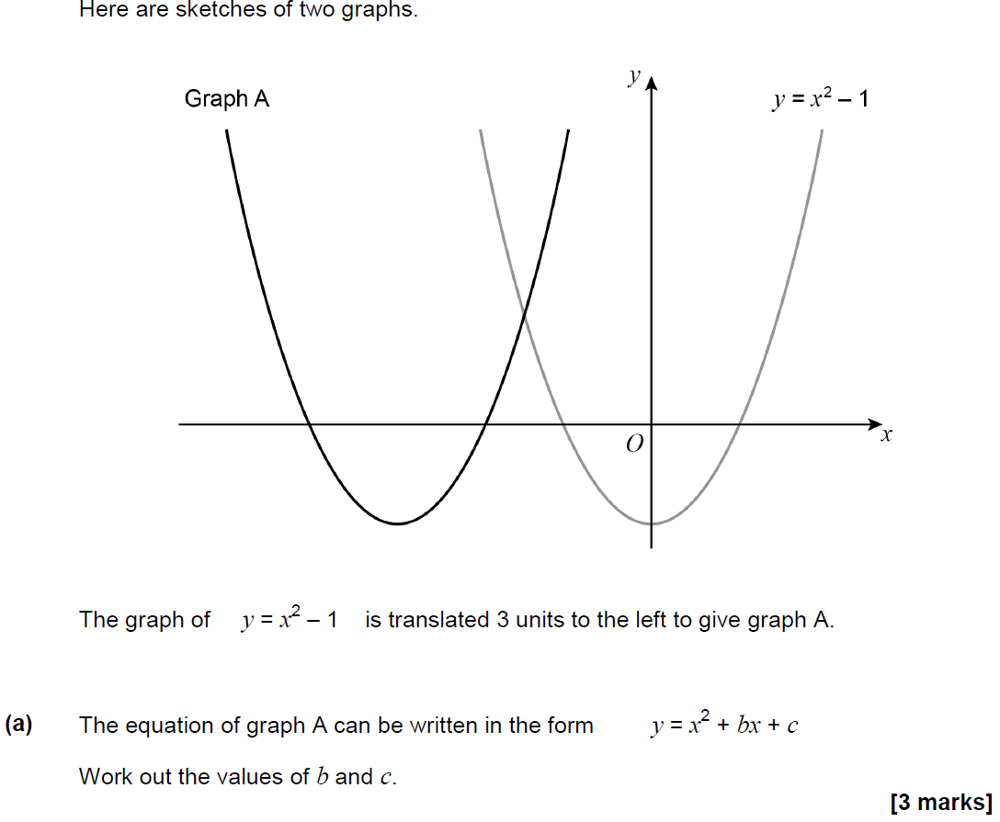 Here are sketches of two graphs.
y
Graph A
y = x² – 1
O
x
The graph of y = x² – 1 is translated 3 units to the left to give graph A.
(a) The equation of graph A can be written in the form y = x² + bx + c
Work out the values of b and c.
[3 marks]